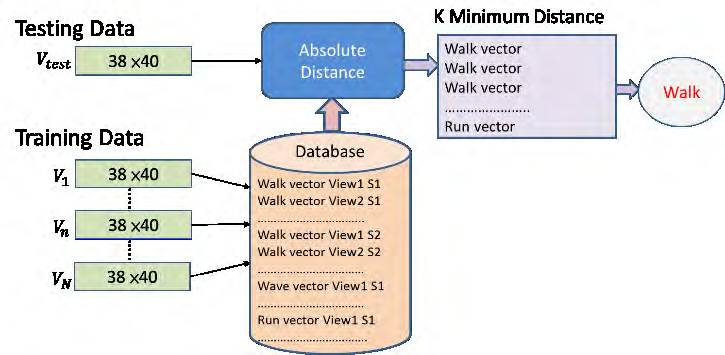 Testing Data
V_test
38 ×40
Absolute
Distance
K Minimum Distance
Walk vector
Walk vector
Walk vector
........................
Run vector
Walk
Training Data
V_1
38 ×40
V_n
38 ×40
V_N
38 ×40
Database
Walk vector View1 S1
Walk vector View2 S1
..............................
Walk vector View1 S2
Walk vector View2 S2
..............................
Wave vector View1 S1
..............................
Run vector View1 S1
..............................